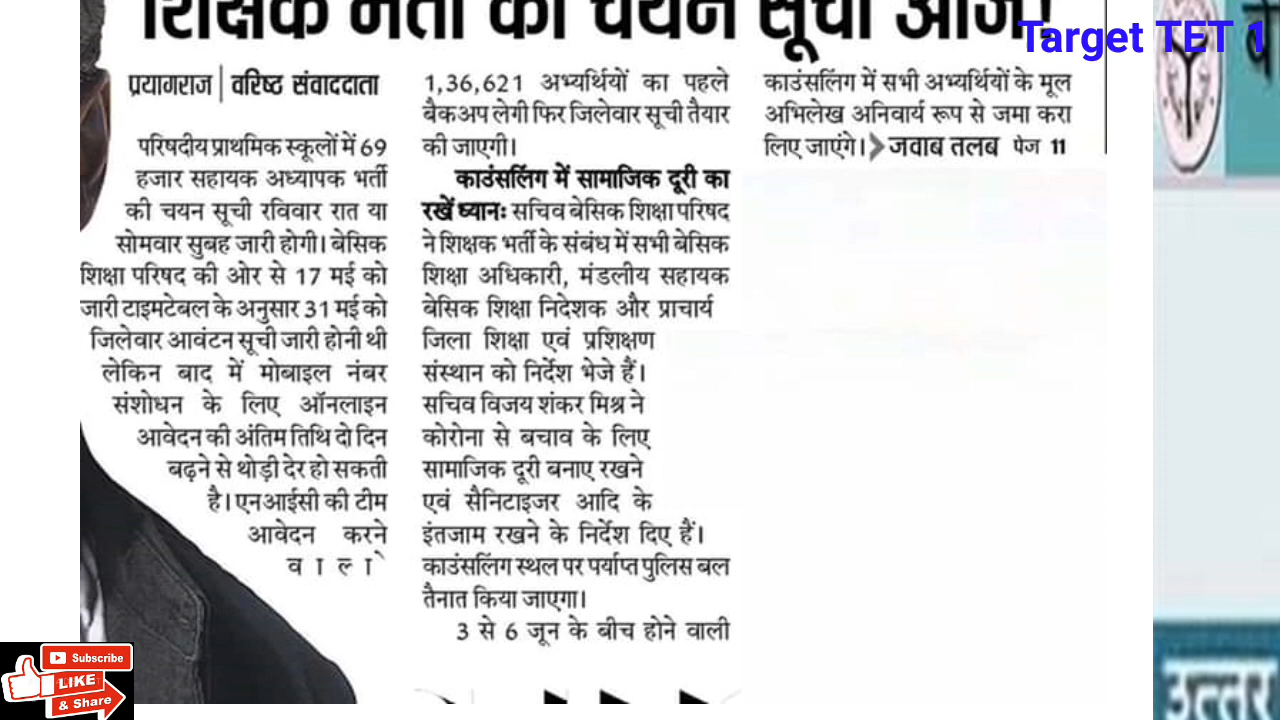 शिक्षक भर्ती की चयन सूची आज!
Target TET 1
प्रयागराज | वरिष्ट संवाददाता
परिषदीय प्राथमिक स्कूलों में 69
हजार सहायक अध्यापक भर्ती
की चयन सूची रविवार रात या
सोमवार सुबह जारी होगी। बेसिक
शिक्षा परिषद की ओर से 17 मई को
जारी टाइमटेबल के अनुसार 31 मई को
जिलेवार आवंटन सूची जारी होनी थी
लेकिन बाद में मोबाइल नंबर
संशोधन के लिए ऑनलाइन
आवेदन की अंतिम तिथि दो दिन
बढ़ने से थोड़ी देर हो सकती
है। एनआईसी की टीम
आवेदन करने
वालो
1,36,621 अभ्यर्थियों का पहले
बैकअप लेगी फिर जिलेवार सूची तैयार
की जाएगी।
काउंसलिंग में सामाजिक दूरी का
रखें ध्यान: सचिव बेसिक शिक्षा परिषद
ने शिक्षक भर्ती के संबंध में सभी बेसिक
शिक्षा अधिकारी, मंडलीय सहायक
बेसिक शिक्षा निदेशक और प्राचार्य
जिला शिक्षा एवं प्रशिक्षण
संस्थान को निर्देश भेजे हैं।
सचिव विजय शंकर मिश्र ने
कोरोना से बचाव के लिए
सामाजिक दूरी बनाए रखने
एवं सैनिटाइजर आदि के
इंतजाम रखने के निर्देश दिए हैं।
काउंसलिंग स्थल पर पर्याप्त पुलिस बल
तैनात किया जाएगा।
3 से 6 जून के बीच होने वाली
काउंसलिंग में सभी अभ्यर्थियों के मूल
अभिलेख अनिवार्य रूप से जमा करा
लिए जाएंगे। जवाब तलब पेज 11
बे
उत्तर
Subscribe
LIKE
& Share